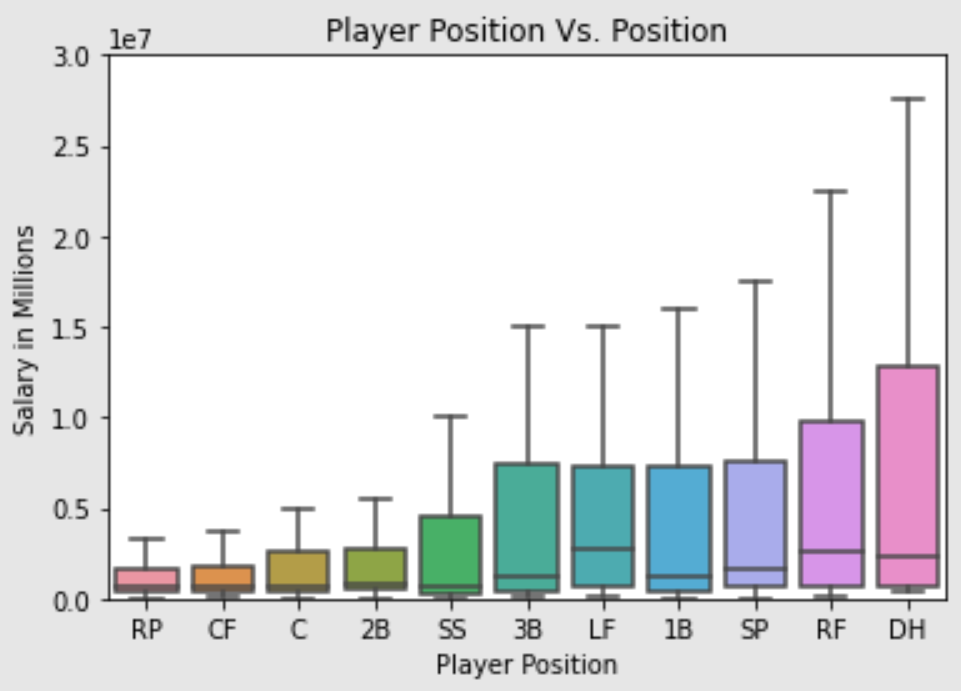 Player Position Vs. Position
1e7
3.0
2.5
2.0
1.5
1.0
0.5
0.0
Salary in Millions
RP CF C 2B SS 3B LF 1B SP RF DH
Player Position